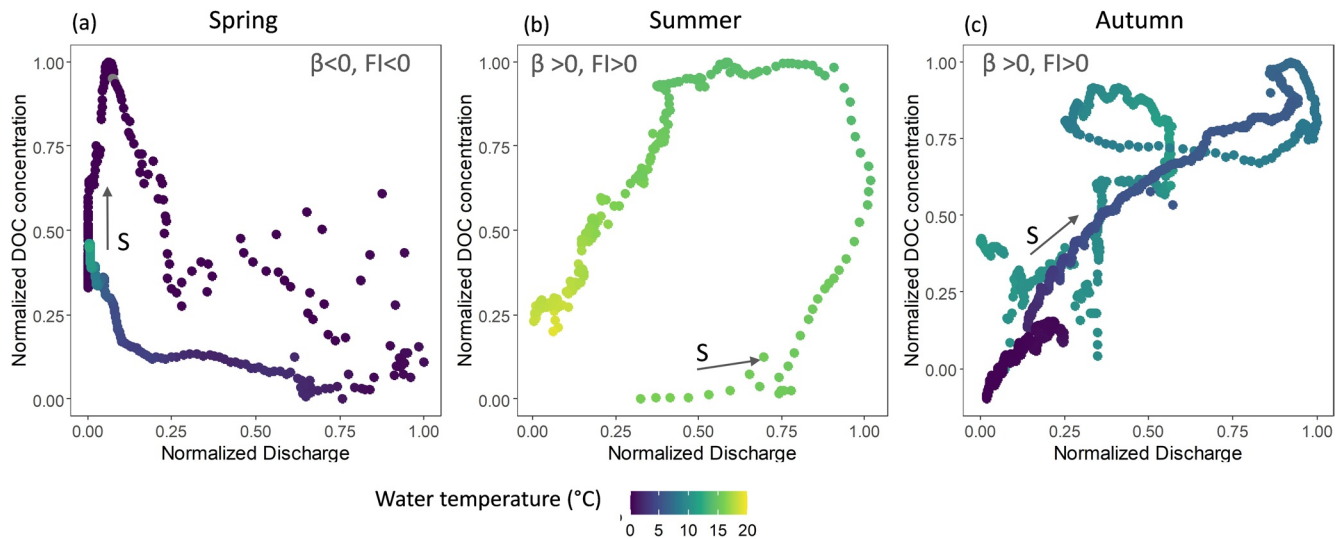 (a) Spring
β<0, FI<0
Normalized DOC concentration
1.00
0.75
0.50
0.25
0.00
S
0.00 0.25 0.50 0.75 1.00
Normalized Discharge
(b) Summer
β >0, FI>0
Normalized DOC concentration
1.00
0.75
0.50
0.25
0.00
S
0.00 0.25 0.50 0.75 1.00
Normalized Discharge
(c) Autumn
β >0, FI>0
Normalized DOC concentration
1.00
0.75
0.50
0.25
0.00
S
0.00 0.25 0.50 0.75 1.00
Normalized Discharge
Water temperature (°C)
0 5 10 15 20